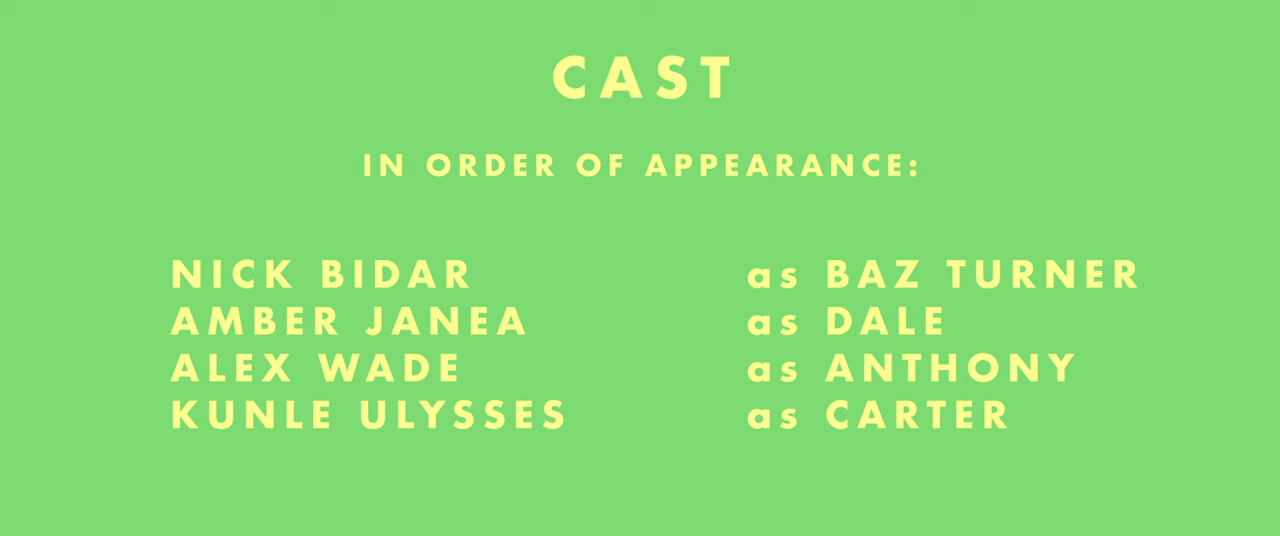 CAST
IN ORDER OF APPEARANCE:
NICK BIDAR as BAZ TURNER
AMBER JANEA as DALE
ALEX WADE as ANTHONY
KUNLE ULYSSES as CARTER